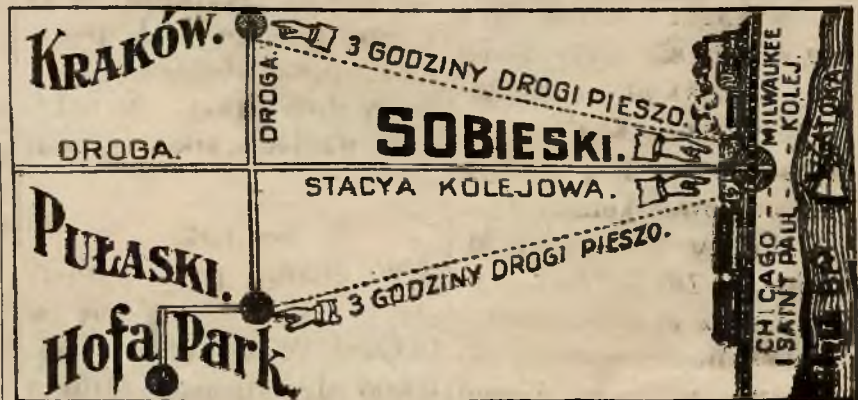 KRAKÓW.
3 GODZINY DROGI PIESZO.
DROGA.
DROGA.
SOBIESKI.
STACYA KOLEJOWA.
PUŁASKI.
3 GODZINY DROGI PIESZO.
Hofa Park,
CHICAGO -- MILWAUKEE
I SAINT PAUL -- KOLEJ.